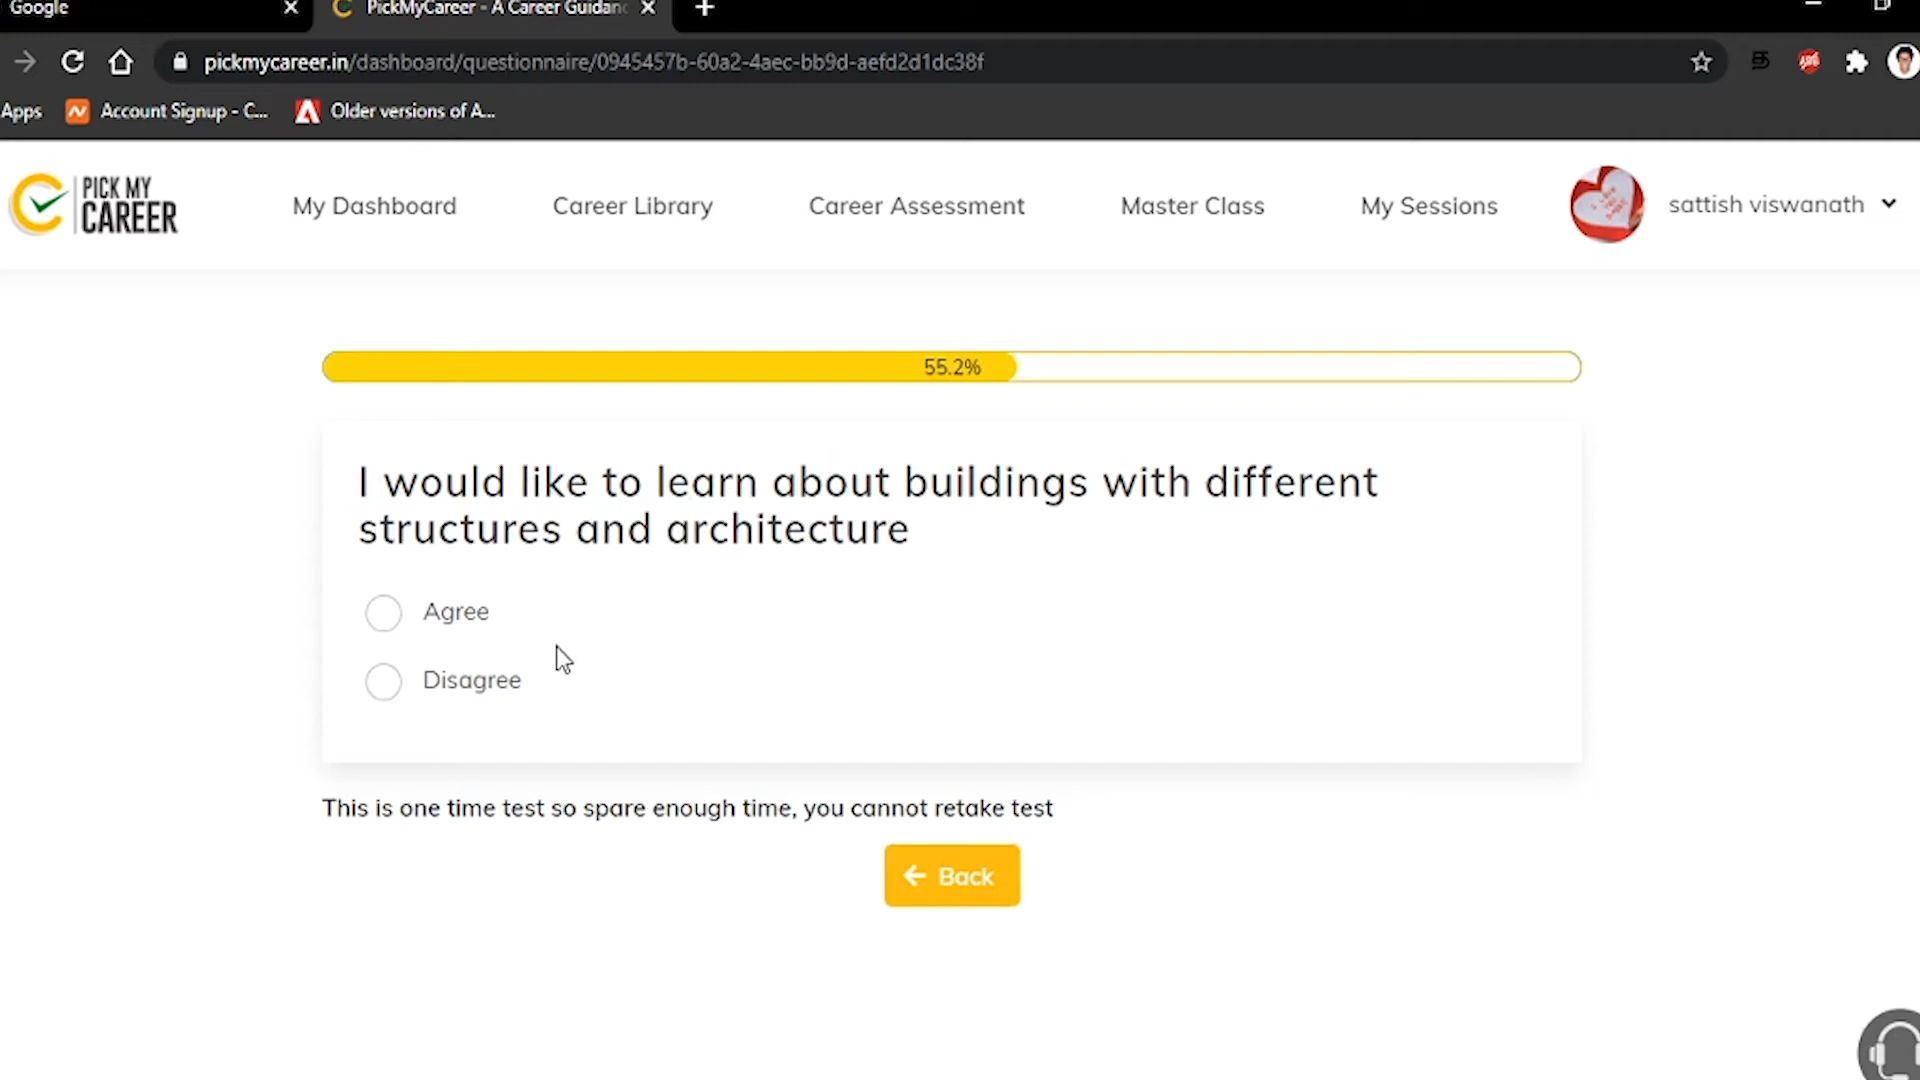 Google
PickMyCareer - A Career Guidanc
pickmycareer.in/dashboard/questionnaire/0945457b-60a2-4aec-bb9d-aefd2d1dc38f
Apps
Account Signup - C...
Older versions of A...
PICK MY
CAREER
My Dashboard
Career Library
Career Assessment
Master Class
My Sessions
sattish viswanath
55.2%
I would like to learn about buildings with different
structures and architecture
Agree
Disagree
This is one time test so spare enough time, you cannot retake test
Back